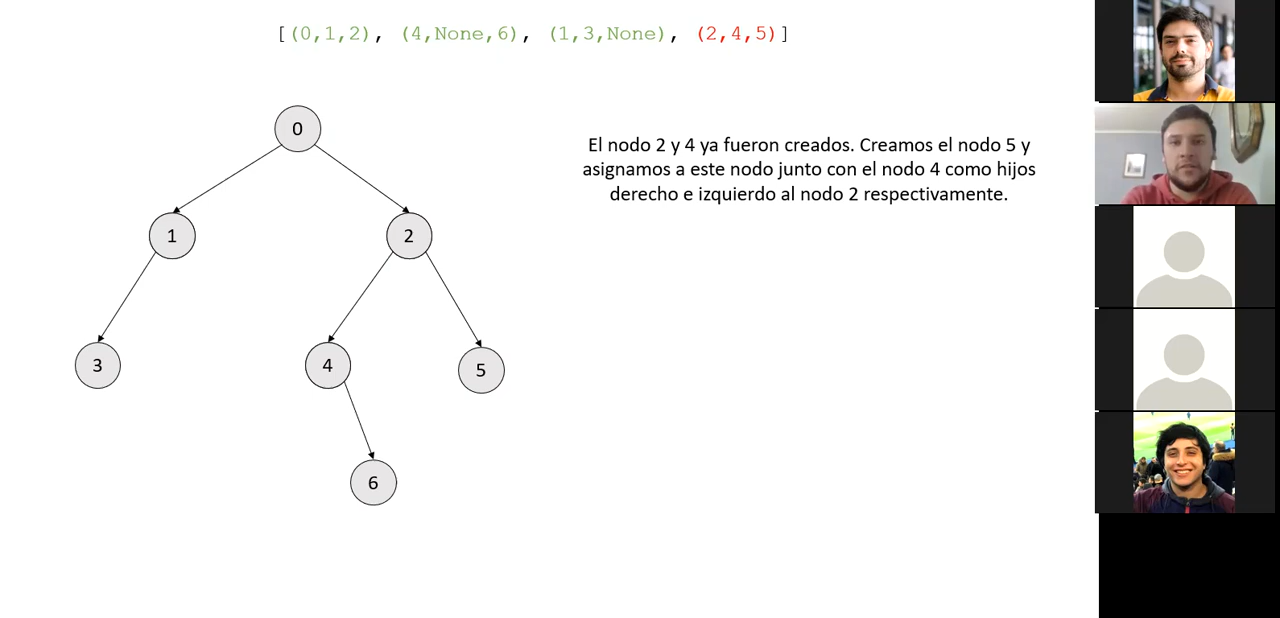 [(0,1,2), (4,None,6), (1,3,None), (2,4,5)]
0
El nodo 2 y 4 ya fueron creados. Creamos el nodo 5 y
asignamos a este nodo junto con el nodo 4 como hijos
derecho e izquierdo al nodo 2 respectivamente.
1
2
3
4
5
6